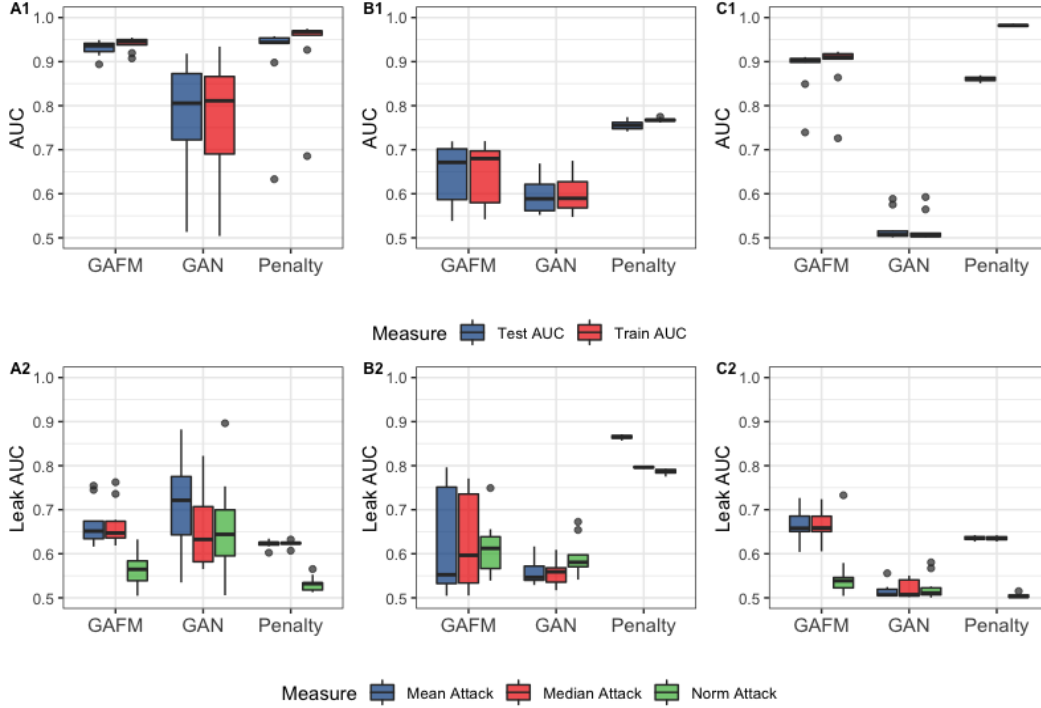 A1 B1 C1
1.0 1.0 1.0
0.9 0.9 0.9
0.8 0.8 0.8
AUC AUC AUC
0.7 0.7 0.7
0.6 0.6 0.6
0.5 0.5 0.5
GAFM GAN Penalty GAFM GAN Penalty GAFM GAN Penalty
Measure Test AUC Train AUC
A2 B2 C2
1.0 1.0 1.0
0.9 0.9 0.9
0.8 0.8 0.8
Leak AUC Leak AUC Leak AUC
0.7 0.7 0.7
0.6 0.6 0.6
0.5 0.5 0.5
GAFM GAN Penalty GAFM GAN Penalty GAFM GAN Penalty
Measure Mean Attack Median Attack Norm Attack